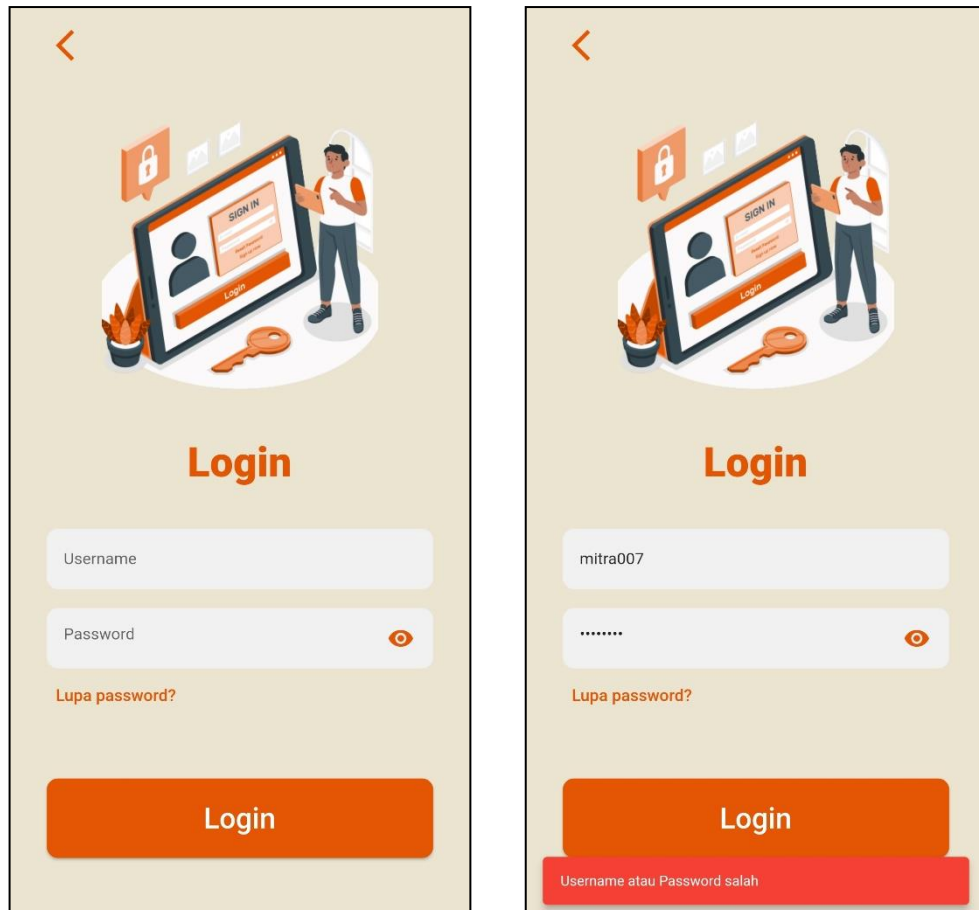 SIGN IN
Login
Login
Username
Password
Lupa password?
Login
SIGN IN
Login
Login
mitra007
••••••••
Lupa password?
Login
Username atau Password salah